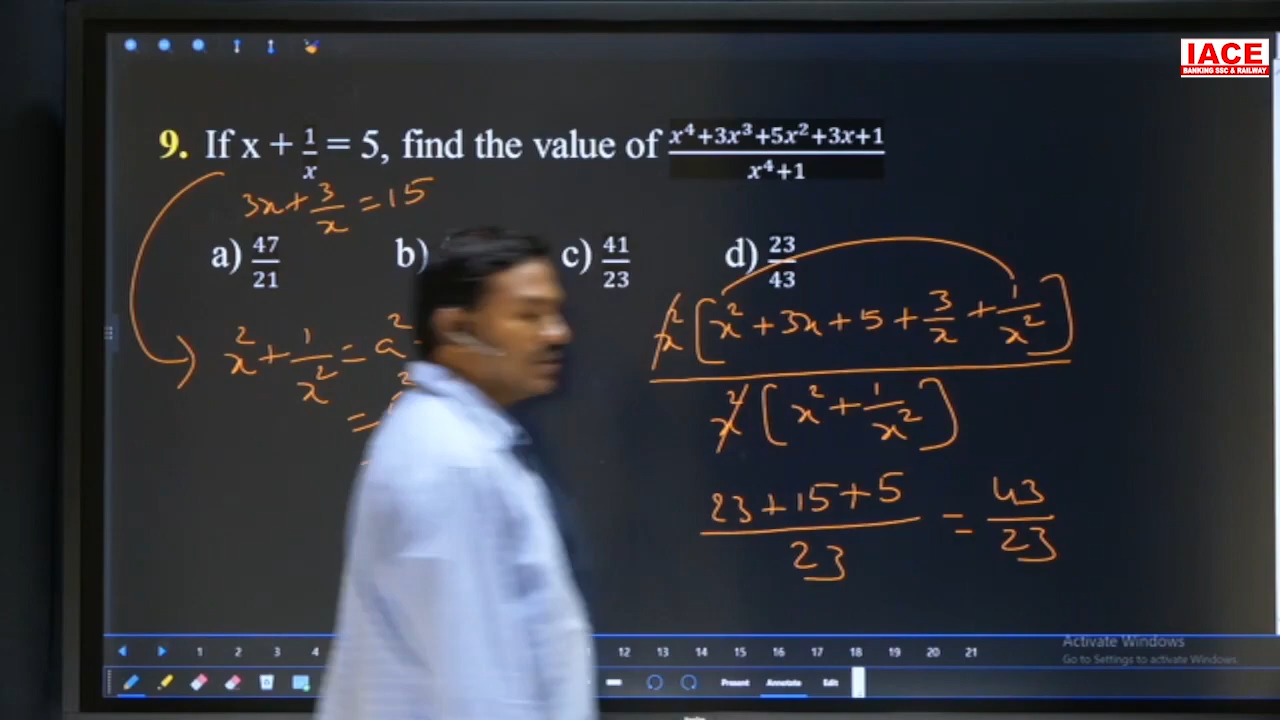 IACE
BANKING SSC & RAILWAY
9. If x + 1/x = 5, find the value of (x⁴+3x³+5x²+3x+1)/(x⁴+1)
3x + 3/x = 15
a) 47/21 b) c) 41/23 d) 23/43
x² + 1/x² = a²
=
x² [x² + 3x + 5 + 3/x + 1/x²]
x² [x² + 1/x²]
(23 + 15 + 5)/23 = 43/23
1 2 3 4 12 13 14 15 16 17 18 19 20 21
Activate Windows
Go to Settings to activate Windows.
Present Annotate Edit